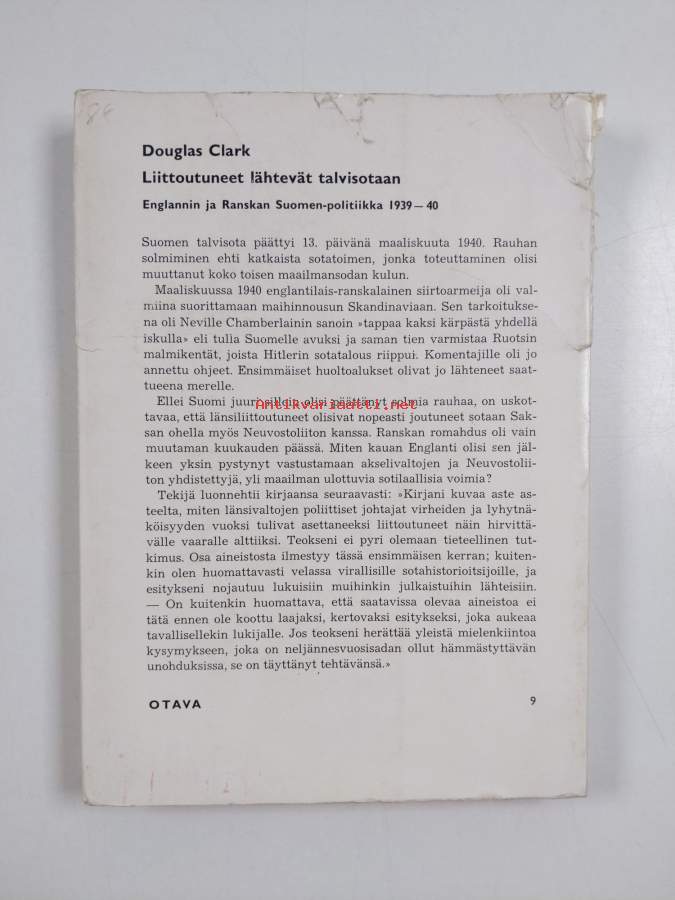 86
Douglas Clark
Liittoutuneet lähtevät talvisotaan
Englannin ja Ranskan Suomen-politiikka 1939—40
Suomen talvisota päättyi 13. päivänä maaliskuuta 1940. Rauhan
solmiminen ehti katkaista sotatoimen, jonka toteuttaminen olisi
muuttanut koko toisen maailmansodan kulun.
Maaliskuussa 1940 englantilais-ranskalainen siirtoarmeija oli val-
miina suorittamaan maihinnousun Skandinaviaan. Sen tarkoitukse-
na oli Neville Chamberlainin sanoin »tappaa kaksi kärpästä yhdellä
iskulla» eli tulla Suomelle avuksi ja saman tien varmistaa Ruotsin
malmikentät, joista Hitlerin sotatalous riippui. Komentajille oli jo
annettu ohjeet. Ensimmäiset huoltoalukset olivat jo lähteneet saat-
tueena merelle.
Ellei Suomi juuri silloin olisi päättänyt solmia rauhaa, on uskot-
Antikvariaatti.net
tavaa, että länsiliittoutuneet olisivat nopeasti joutuneet sotaan Sak-
san ohella myös Neuvostoliiton kanssa. Ranskan romahdus oli vain
muutaman kuukauden päässä. Miten kauan Englanti olisi sen jäl-
keen yksin pystynyt vastustamaan akselivaltojen ja Neuvostolii-
ton yhdistettyjä, yli maailman ulottuvia sotilaallisia voimia?
Tekijä luonnehtii kirjaansa seuraavasti: »Kirjani kuvaa aste as-
teelta, miten länsivaltojen poliittiset johtajat virheiden ja lyhytnä-
köisyyden vuoksi tulivat asettaneeksi liittoutuneet näin hirvittä-
välle vaaralle alttiiksi. Teokseni ei pyri olemaan tieteellinen tut-
kimus. Osa aineistosta ilmestyy tässä ensimmäisen kerran; kuiten-
kin olen huomattavasti velassa virallisille sotahistorioitsijoille, ja
esitykseni nojautuu lukuisiin muihinkin julkaistuihin lähteisiin.
— On kuitenkin huomattava, että saatavissa olevaa aineistoa ei
tätä ennen ole koottu laajaksi, kertovaksi esitykseksi, joka aukeaa
tavallisellekin lukijalle. Jos teokseni herättää yleistä mielenkiintoa
kysymykseen, joka on neljännesvuosisadan ollut hämmästyttävän
unohduksissa, se on täyttänyt tehtävänsä.»
OTAVA
9